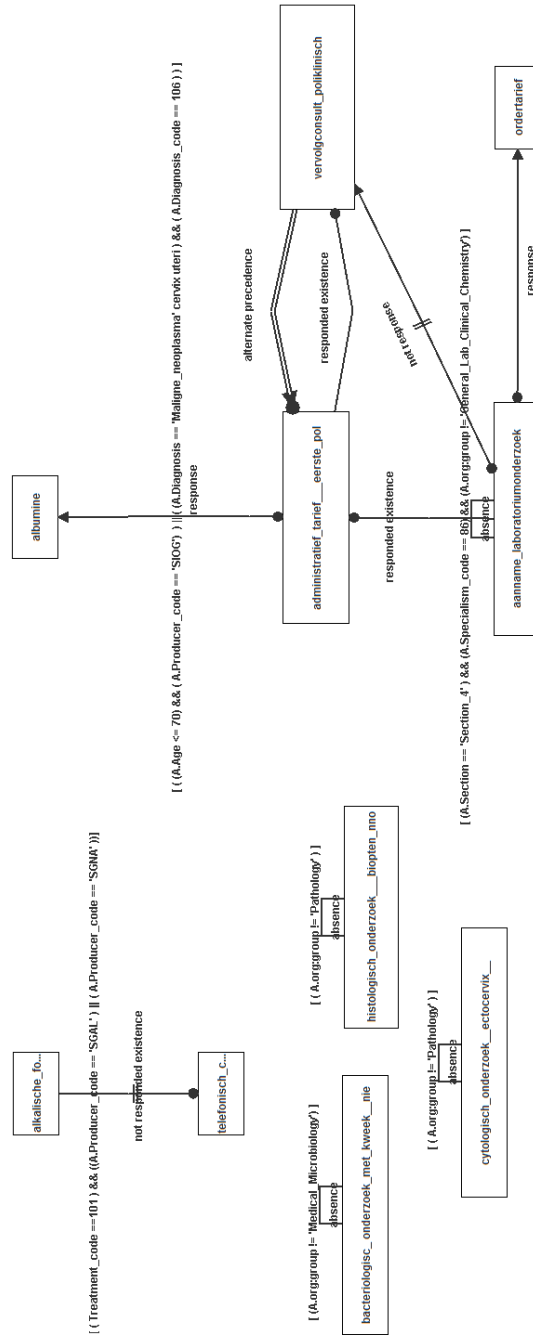 albumine
[ ( ( (A.Age <= 70) && ( A.Producer_code == 'SIOG') ) || ( (A.Diagnosis == 'Maligne_neoplasma' cervix uteri ) && ( A.Diagnosis_code == 106 ) ) ) ]
response
vervolgconsult_poliklinisch
alternate precedence
responded existence
administratief_tarief__eerste_pol
not response
responded existence
ordertarief
response
[ (A.Section == 'Section_4' ) && (A.Specialism_code == 86) && (A.org:group != 'General_Lab_Clinical_Chemistry') ]
absence
aanname_laboratoriumonderzoek
alkalische_fo...
[ ( Treatment_code ==101 ) && ((A.Producer_code == 'SGAL' ) || ( A.Producer_code == 'SGNA' ))]
not responded existence
telefonisch_c...
[ ( A.org:group != 'Pathology' ) ]
absence
histologisch_onderzoek__biopten_nno
[ (A.org:group != 'Medical_Microbiology') ]
absence
bacteriologisc_ onderzoek_met_kweek__nie
[ ( A.org:group != 'Pathology' ) ]
absence
cytologisch_onderzoek__ectocervix__